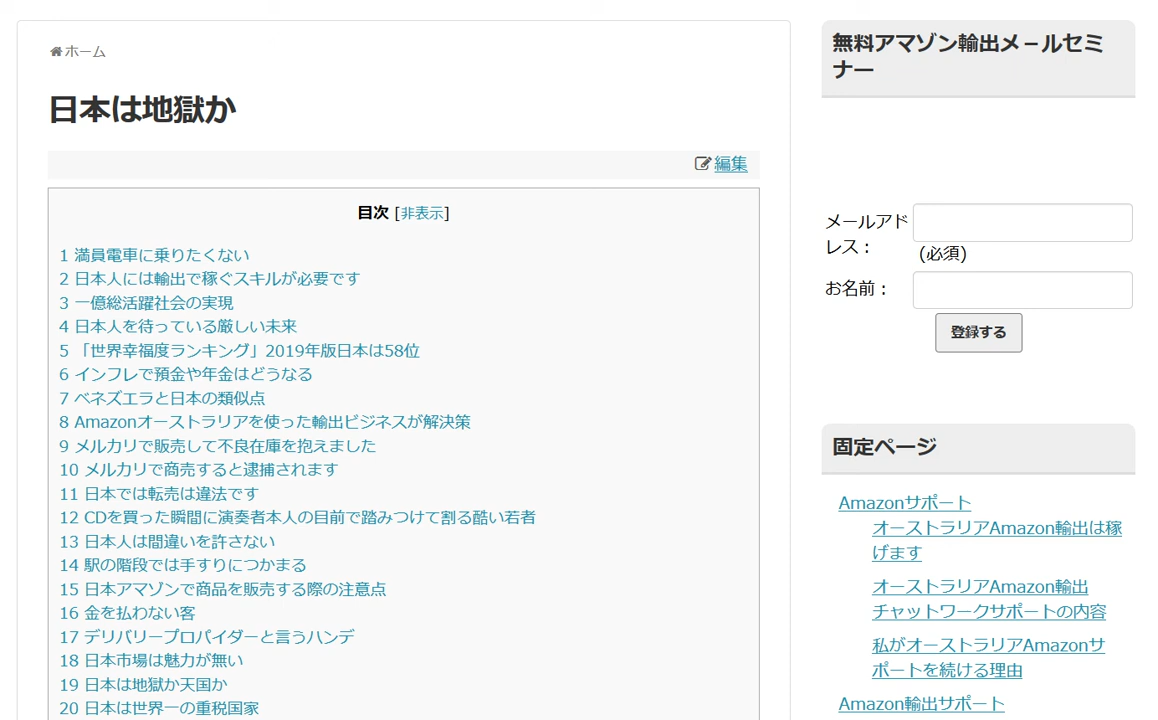 ホーム
日本は地獄か
編集
目次 [非表示]
1 満員電車に乗りたくない
2 日本人には輸出で稼ぐスキルが必要です
3 一億総活躍社会の実現
4 日本人を待っている厳しい未来
5 「世界幸福度ランキング」2019年版日本は58位
6 インフレで預金や年金はどうなる
7 ベネズエラと日本の類似点
8 Amazonオーストラリアを使った輸出ビジネスが解決策
9 メルカリで販売して不良在庫を抱えました
10 メルカリで商売すると逮捕されます
11 日本では転売は違法です
12 CDを買った瞬間に演奏者本人の目前で踏みつけて割る酷い若者
13 日本人は間違いを許さない
14 駅の階段では手すりにつかまる
15 日本アマゾンで商品を販売する際の注意点
16 金を払わない客
17 デリバリープロバイダーと言うハンデ
18 日本市場は魅力が無い
19 日本は地獄か天国か
20 日本は世界一の重税国家
無料アマゾン輸出メールセミ
ナー
メールアド
レス：
(必須)
お名前：
登録する
固定ページ
Amazonサポート
オーストラリアAmazon輸出は稼
げます
オーストラリアAmazon輸出
チャットワークサポートの内容
私がオーストラリアAmazonサ
ポートを続ける理由
Amazon輸出サポート